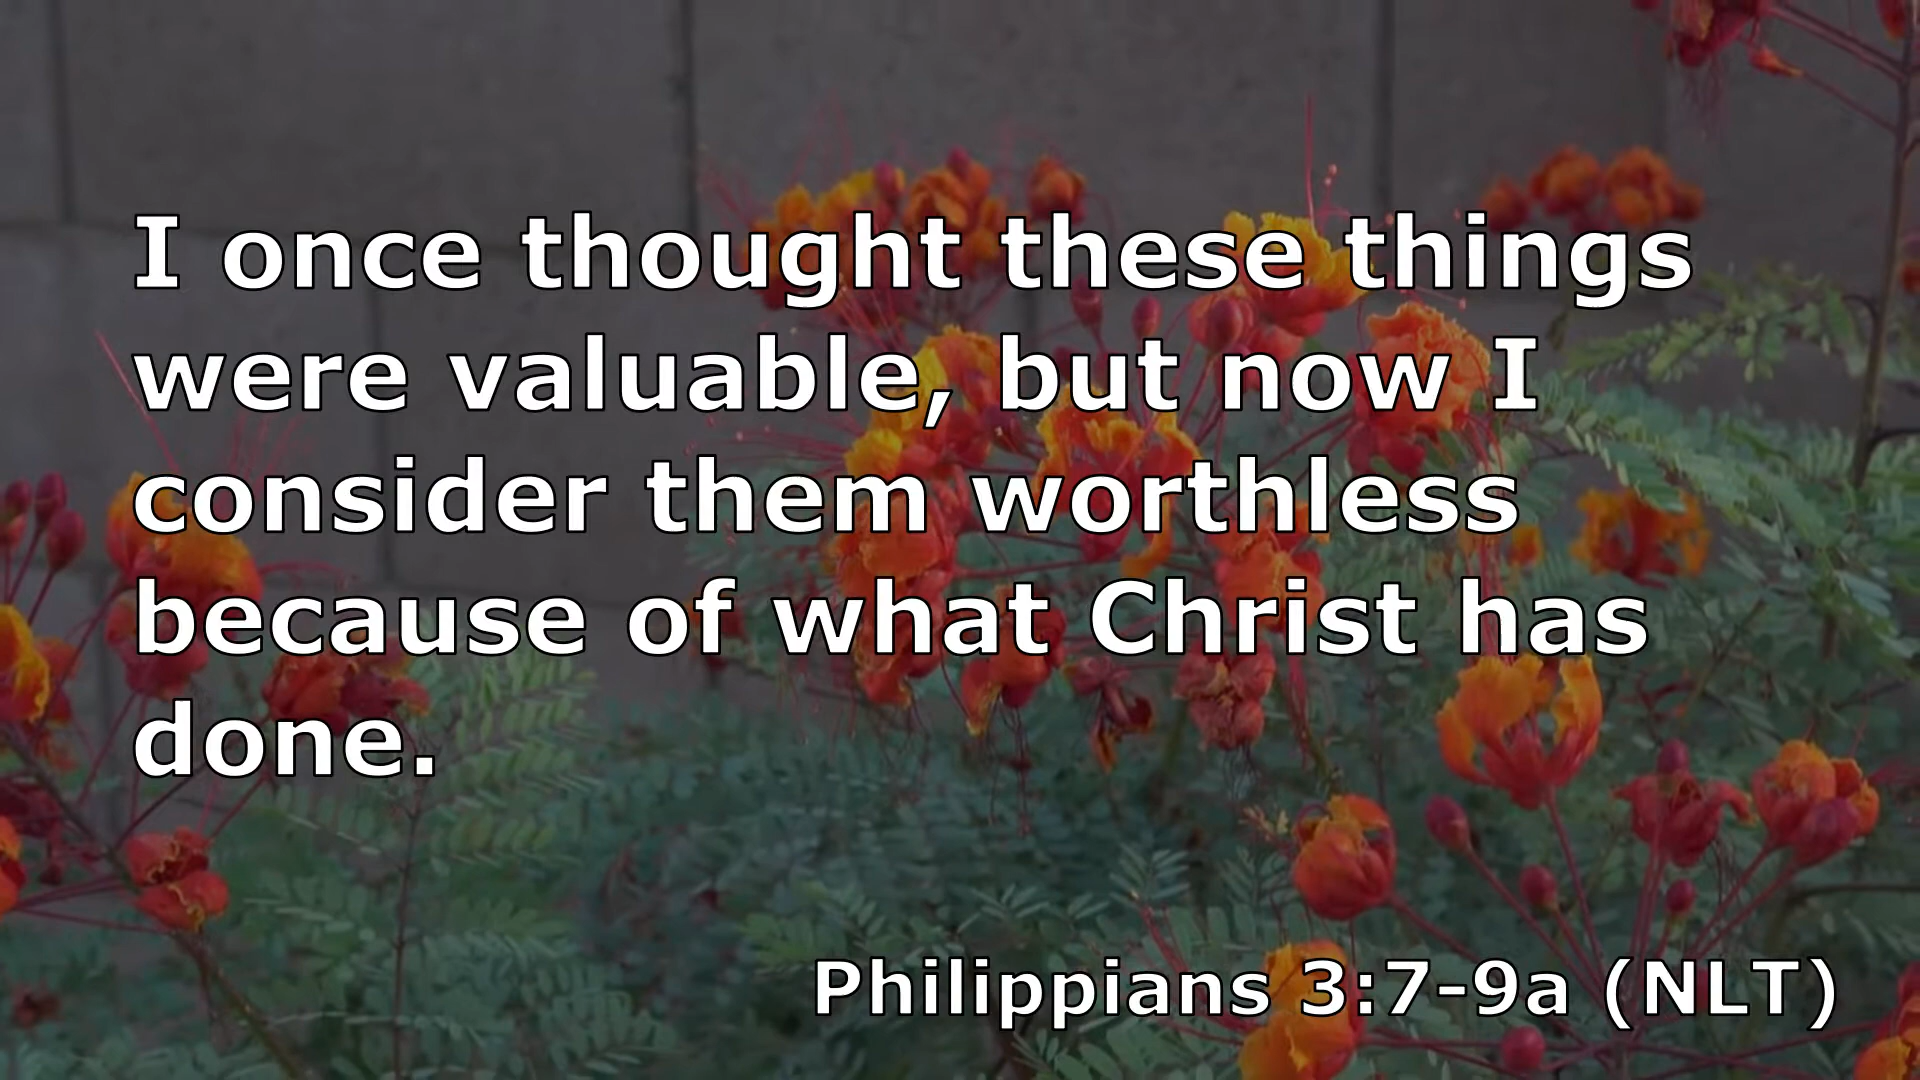 I once thought these things
were valuable, but now I
consider them worthless
because of what Christ has
done.
Philippians 3:7-9a (NLT)